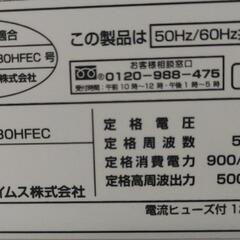 適合
30HFEC 号
株式会社
この製品は 50Hz/60Hz
お客様相談窓口
0120-988-475
受付時間：午前10時～12時・午後1時～5時
30HFEC
イムス株式会社
定格電圧
定格周波数 5
定格消費電力 900/
定格高周波出力 500
電流ヒューズ付 1